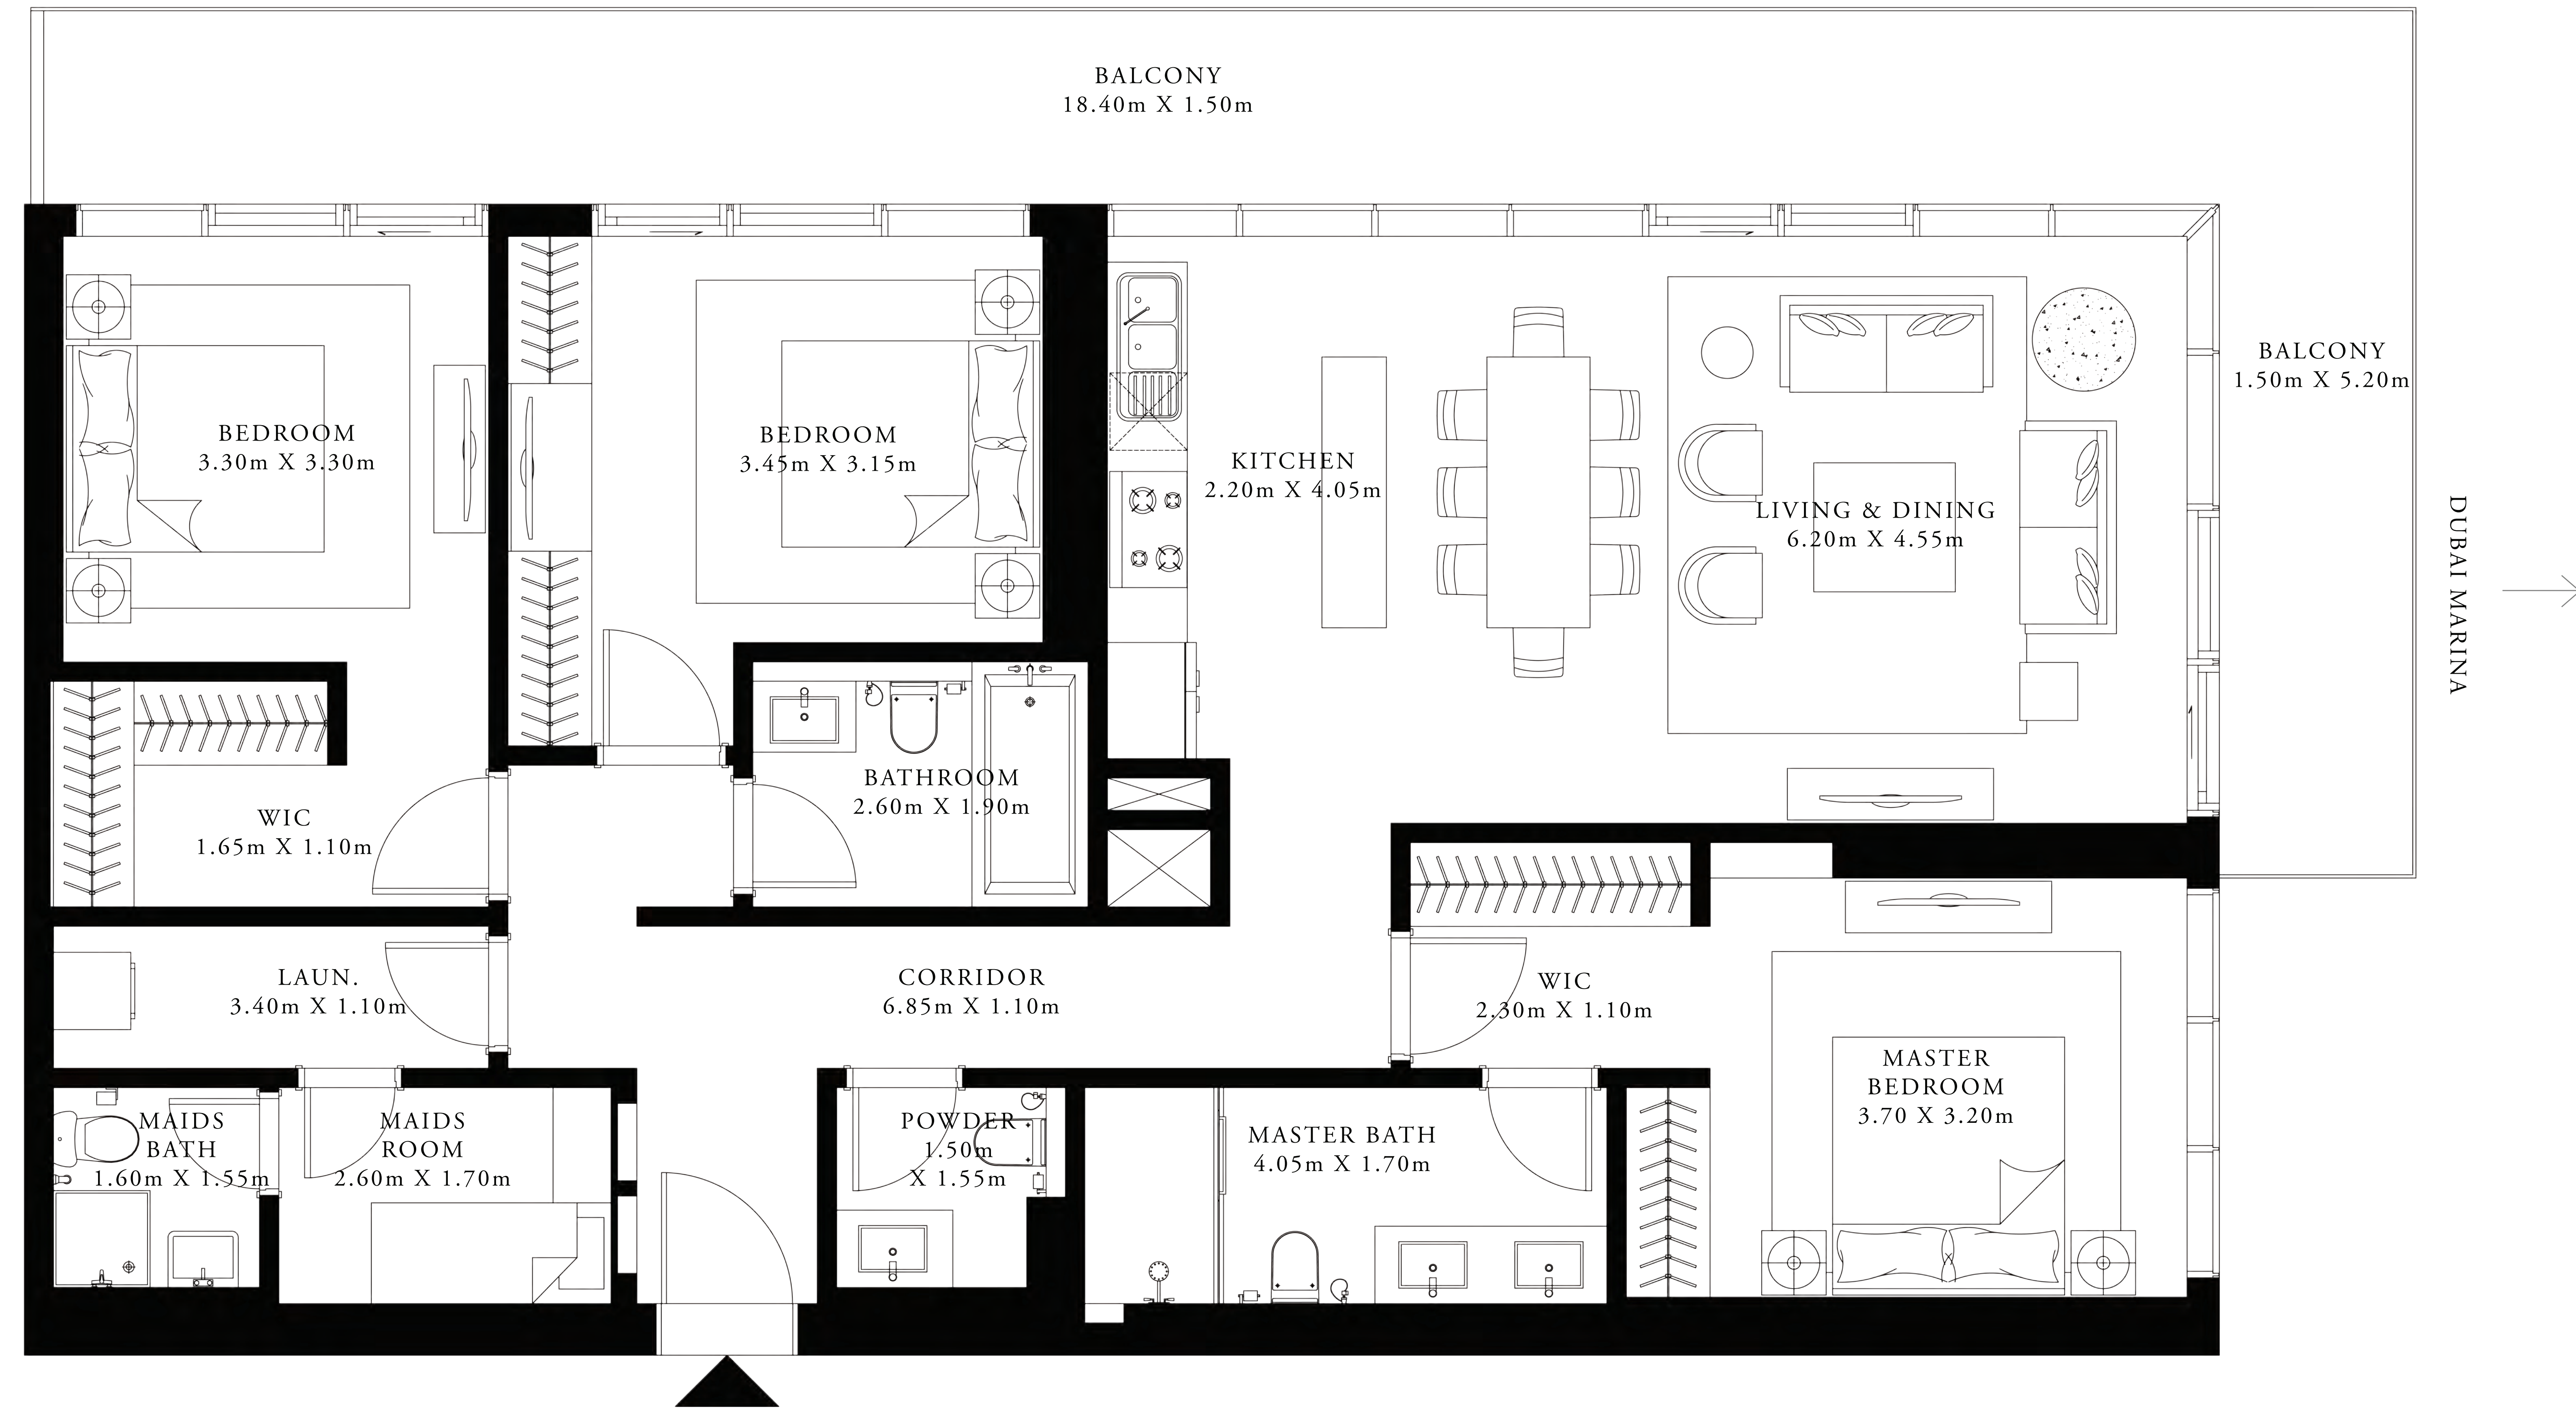 BALCONY
18.40m X 1.50m
BALCONY
1.50m X 5.20m
BEDROOM
3.30m X 3.30m
BEDROOM
3.45m X 3.15m
KITCHEN
2.20m X 4.05m
LIVING & DINING
6.20m X 4.55m
DUBAI MARINA
WIC
1.65m X 1.10m
BATHROOM
2.60m X 1.90m
LAUN.
3.40m X 1.10m
CORRIDOR
6.85m X 1.10m
WIC
2.30m X 1.10m
MASTER
BEDROOM
3.70 X 3.20m
MAIDS
BATH
1.60m X 1.55m
MAIDS
ROOM
2.60m X 1.70m
POWDER
1.50m
X 1.55m
MASTER BATH
4.05m X 1.70m